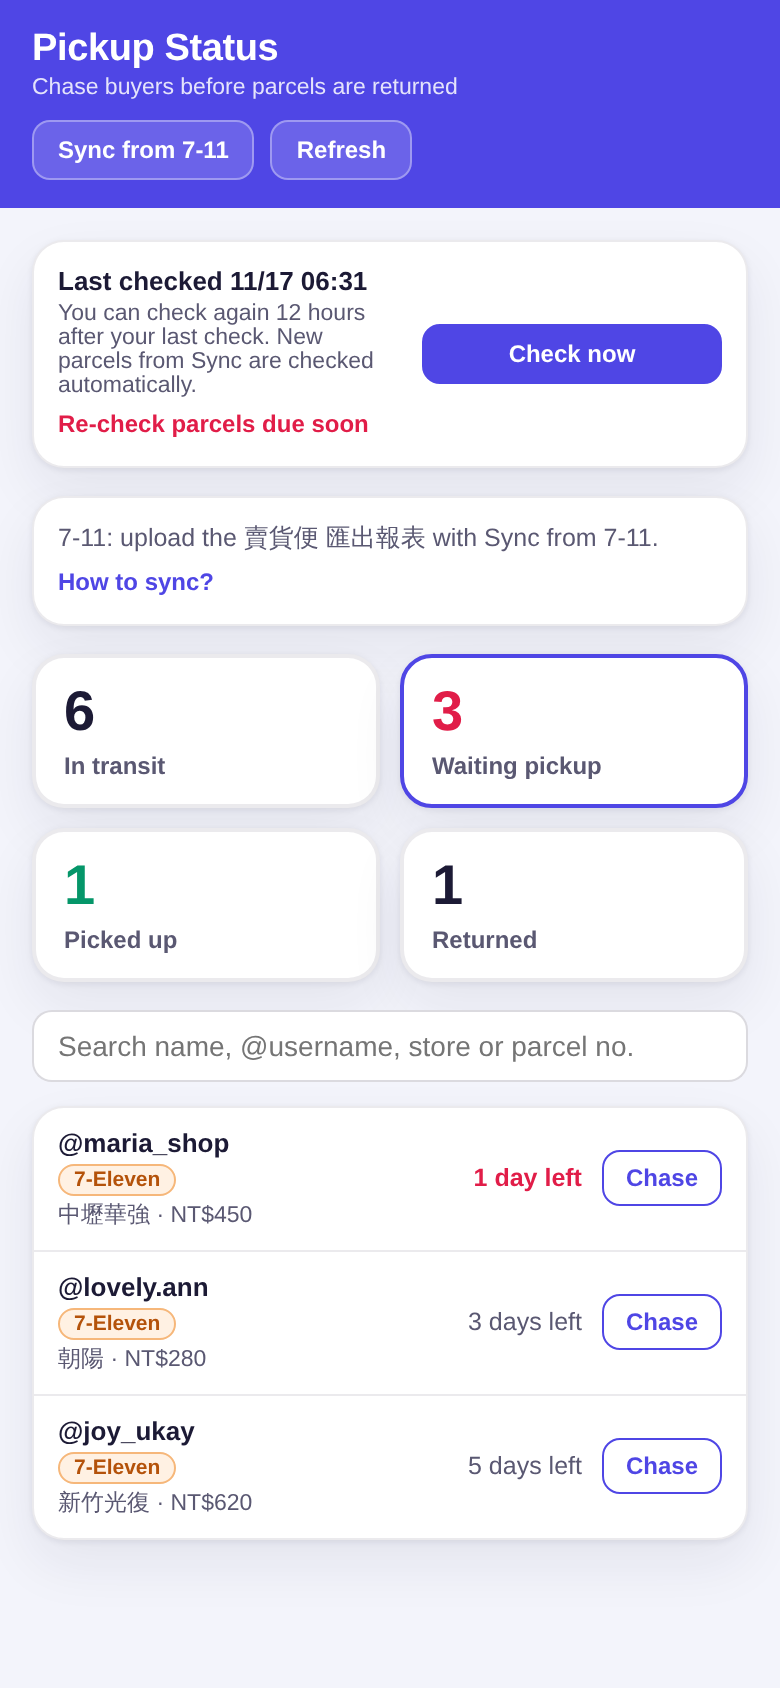 Pickup Status
Chase buyers before parcels are returned
Sync from 7-11
Refresh
Last checked 11/17 06:31
You can check again 12 hours
after your last check. New
parcels from Sync are checked
automatically.
Re-check parcels due soon
Check now
7-11: upload the 賣貨便 匯出報表 with Sync from 7-11.
How to sync?
6
In transit
3
Waiting pickup
1
Picked up
1
Returned
Search name, @username, store or parcel no.
@maria_shop
7-Eleven
中壢華強 · NT$450
1 day left
Chase
@lovely.ann
7-Eleven
朝陽 · NT$280
3 days left
Chase
@joy_ukay
7-Eleven
新竹光復 · NT$620
5 days left
Chase